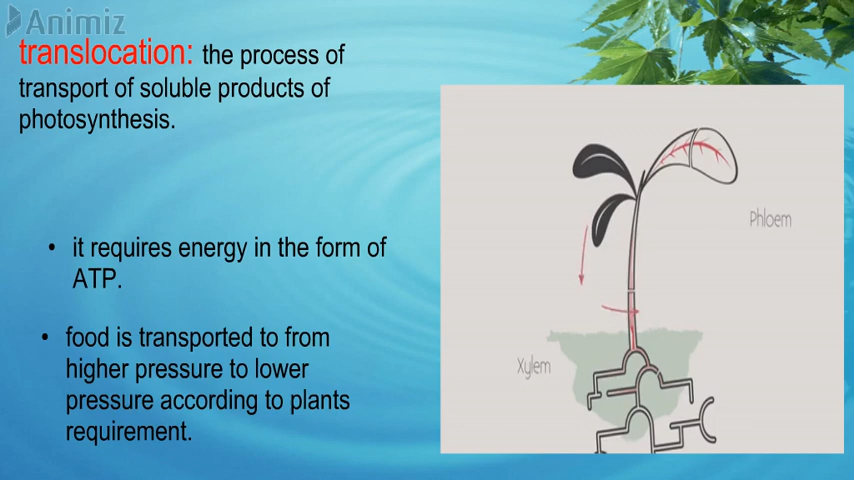 Animiz
translocation: the process of
transport of soluble products of
photosynthesis.
• it requires energy in the form of
ATP.
• food is transported to from
higher pressure to lower
pressure according to plants
requirement.
Phloem
Xylem